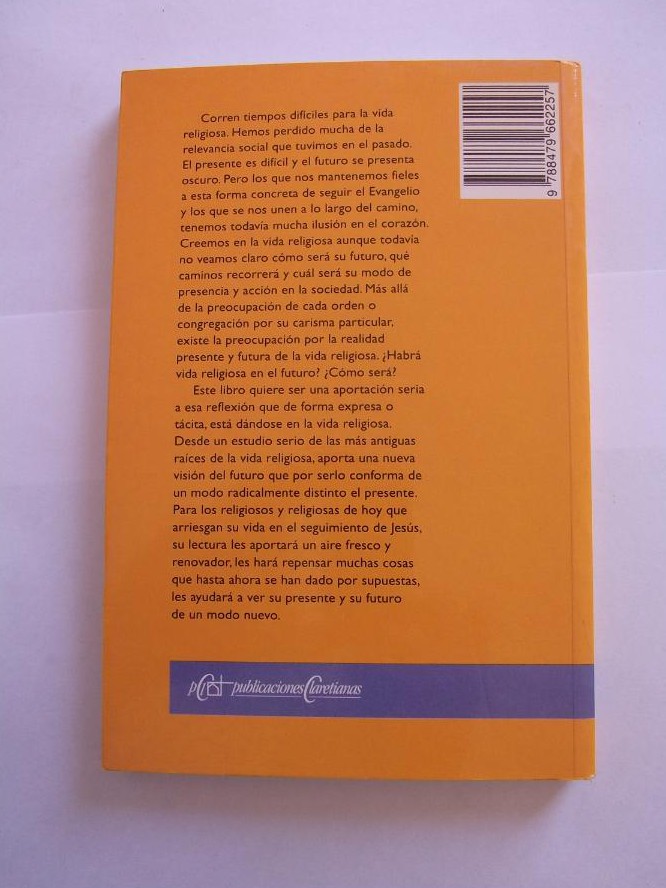 Corren tiempos difíciles para la vida
religiosa. Hemos perdido mucha de la
relevancia social que tuvimos en el pasado.
El presente es difícil y el futuro se presenta
oscuro. Pero los que nos mantenemos fieles
a esta forma concreta de seguir el Evangelio
y los que se nos unen a lo largo del camino,
tenemos todavía mucha ilusión en el corazón.
Creemos en la vida religiosa aunque todavía
no veamos claro cómo será su futuro, qué
caminos recorrerá y cuál será su modo de
presencia y acción en la sociedad. Más allá
de la preocupación de cada orden o
congregación por su carisma particular,
existe la preocupación por la realidad
presente y futura de la vida religiosa. ¿Habrá
vida religiosa en el futuro? ¿Cómo será?
Este libro quiere ser una aportación seria
a esa reflexión que de forma expresa o
tácita, está dándose en la vida religiosa.
Desde un estudio serio de las más antiguas
raíces de la vida religiosa, aporta una nueva
visión del futuro que por serlo conforma de
un modo radicalmente distinto el presente.
Para los religiosos y religiosas de hoy que
arriesgan su vida en el seguimiento de Jesús,
su lectura les aportará un aire fresco y
renovador, les hará repensar muchas cosas
que hasta ahora se han dado por supuestas,
les ayudará a ver su presente y su futuro
de un modo nuevo.
9 788479 662257
publicaciones Claretianas